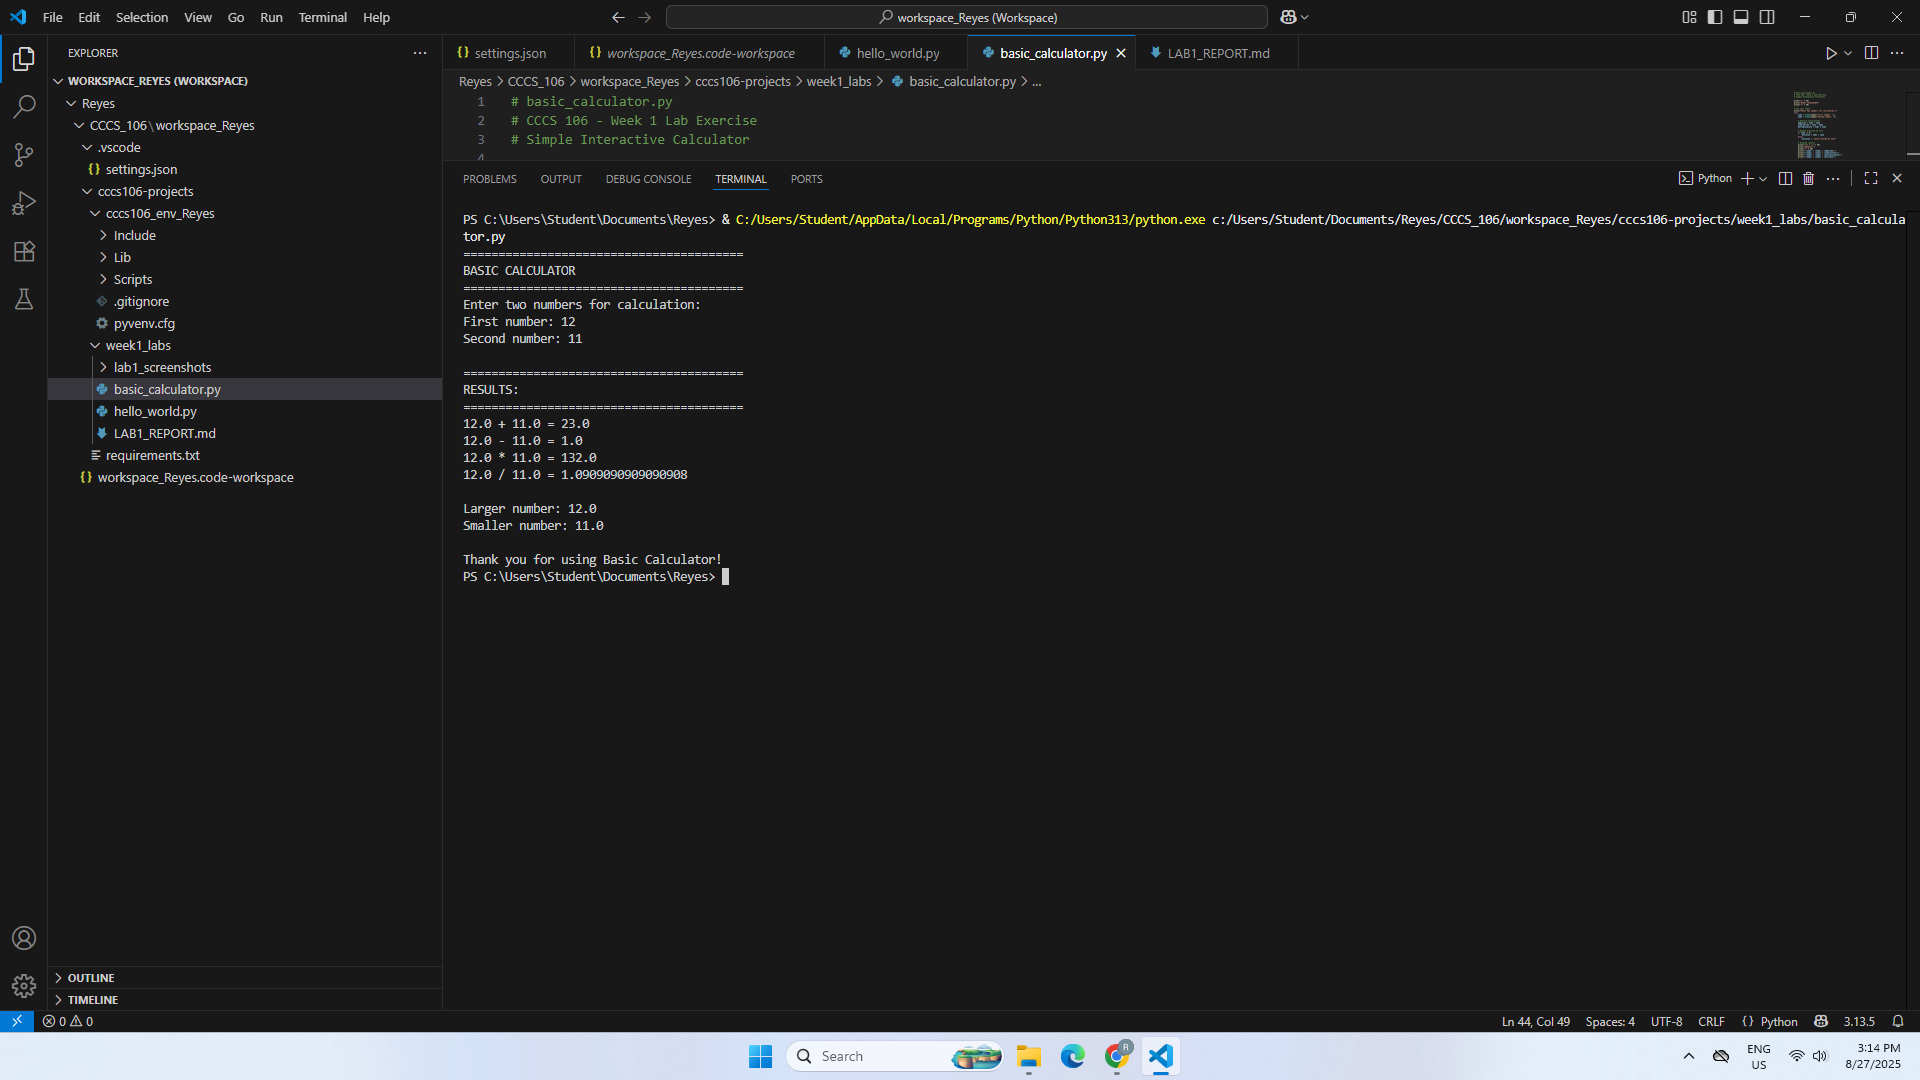 File Edit Selection View Go Run Terminal Help
workspace_Reyes (Workspace)
EXPLORER
WORKSPACE_REYES (WORKSPACE)
Reyes
CCCS_106\workspace_Reyes
.vscode
{} settings.json
cccs106-projects
cccs106_env_Reyes
Include
Lib
Scripts
.gitignore
pyvenv.cfg
week1_labs
lab1_screenshots
basic_calculator.py
hello_world.py
LAB1_REPORT.md
requirements.txt
{} workspace_Reyes.code-workspace
OUTLINE
TIMELINE
{} settings.json {} workspace_Reyes.code-workspace hello_world.py basic_calculator.py LAB1_REPORT.md
Reyes > CCCS_106 > workspace_Reyes > cccs106-projects > week1_labs > basic_calculator.py > ...
1 # basic_calculator.py
2 # CCCS 106 - Week 1 Lab Exercise
3 # Simple Interactive Calculator
4
PROBLEMS OUTPUT DEBUG CONSOLE TERMINAL PORTS
Python
PS C:\Users\Student\Documents\Reyes> & C:/Users/Student/AppData/Local/Programs/Python/Python313/python.exe c:/Users/Student/Documents/Reyes/CCCS_106/workspace_Reyes/cccs106-projects/week1_labs/basic_calcula
tor.py
========================================
BASIC CALCULATOR
========================================
Enter two numbers for calculation:
First number: 12
Second number: 11
========================================
RESULTS:
========================================
12.0 + 11.0 = 23.0
12.0 - 11.0 = 1.0
12.0 * 11.0 = 132.0
12.0 / 11.0 = 1.0909090909090908
Larger number: 12.0
Smaller number: 11.0
Thank you for using Basic Calculator!
PS C:\Users\Student\Documents\Reyes>
0 0
Ln 44, Col 49 Spaces: 4 UTF-8 CRLF {} Python 3.13.5
Search
R
ENG
US
3:14 PM
8/27/2025